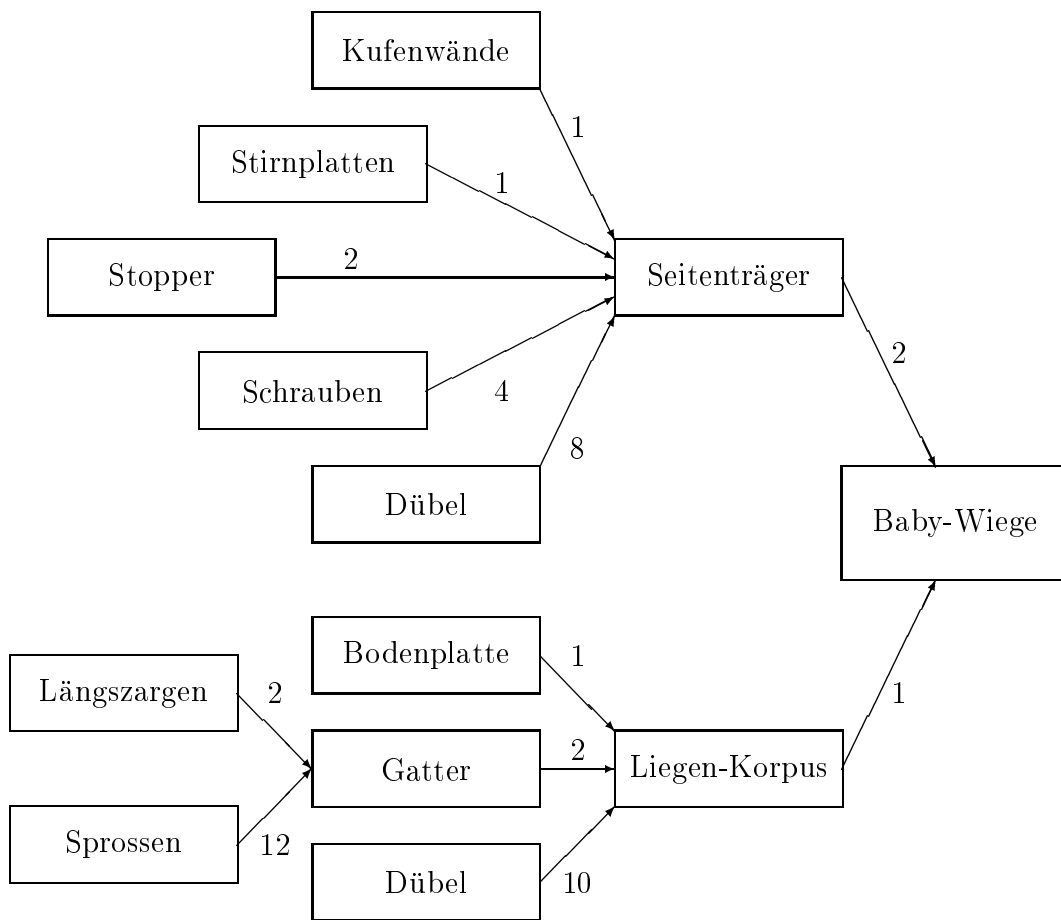 Kufenwände
1
Stirnplatten
1
Stopper
2
Seitenträger
Schrauben
4
2
Dübel
8
Baby-Wiege
Bodenplatte
1
Längszargen
2
1
Gatter
2
Liegen-Korpus
Sprossen
12
Dübel
10